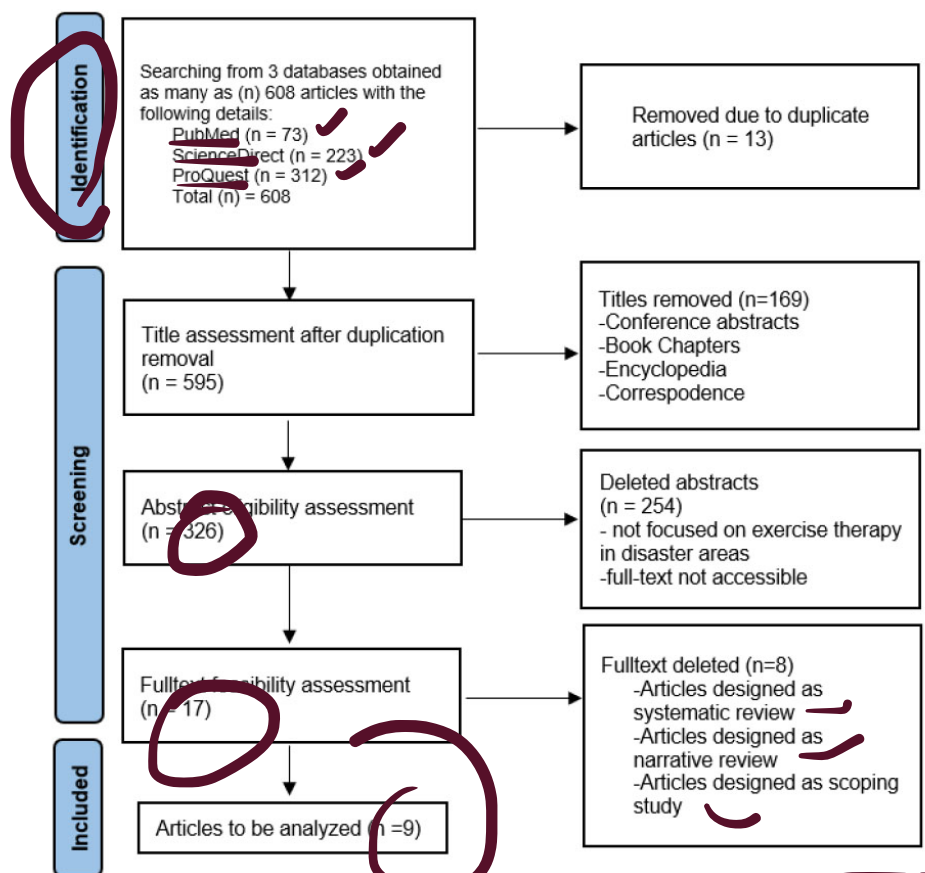 Identification
Searching from 3 databases obtained
as many as (n) 608 articles with the
following details:
PubMed (n = 73)
ScienceDirect (n = 223)
ProQuest (n = 312)
Total (n) = 608
Removed due to duplicate
articles (n = 13)
Screening
Title assessment after duplication
removal
(n = 595)
Titles removed (n=169)
-Conference abstracts
-Book Chapters
-Encyclopedia
-Correspodence
Abstract eligibility assessment
(n = 326)
Deleted abstracts
(n = 254)
- not focused on exercise therapy
in disaster areas
-full-text not accessible
Fulltext feasibility assessment
(n = 17)
Fulltext deleted (n=8)
-Articles designed as
systematic review
-Articles designed as
narrative review
-Articles designed as scoping
study
Included
Articles to be analyzed (n =9)